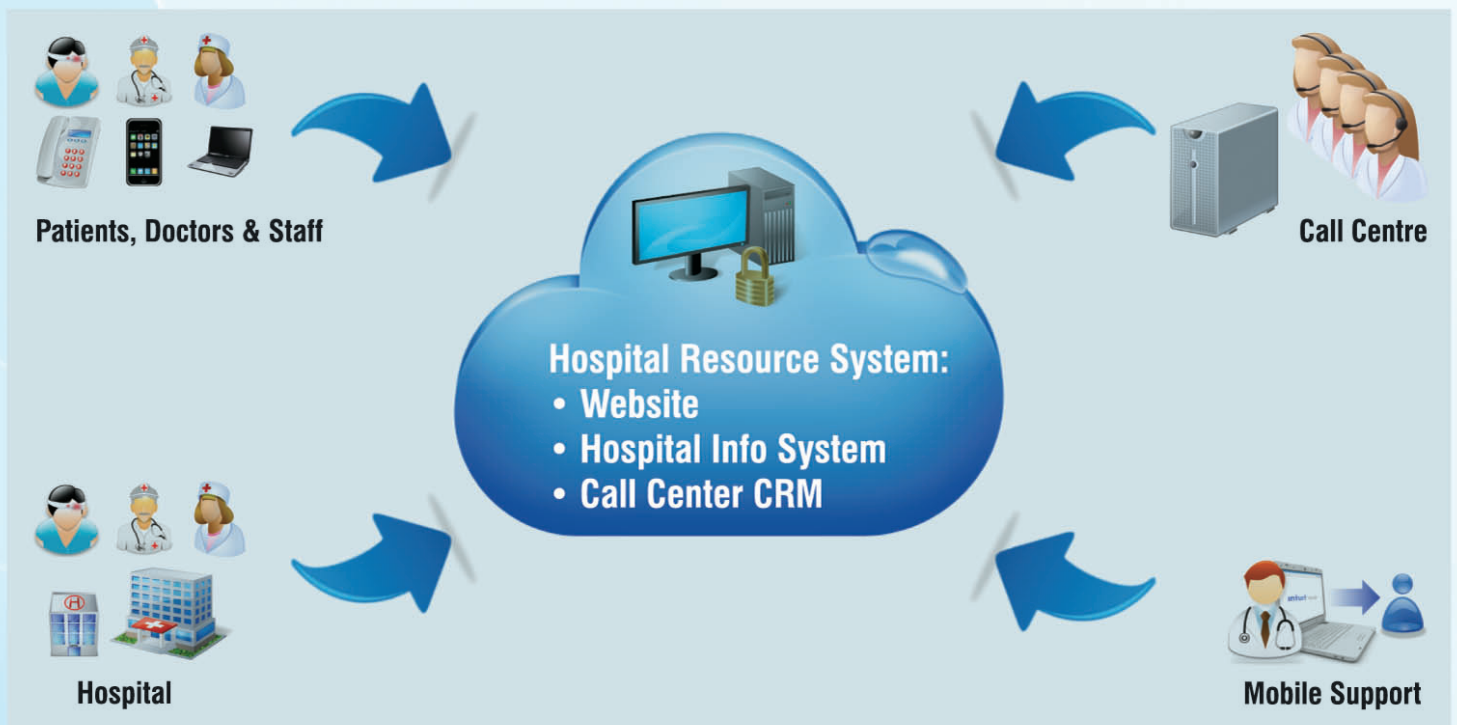 Patients, Doctors & Staff
Call Centre
Hospital Resource System:
• Website
• Hospital Info System
• Call Center CRM
H
Hospital
Mobile Support